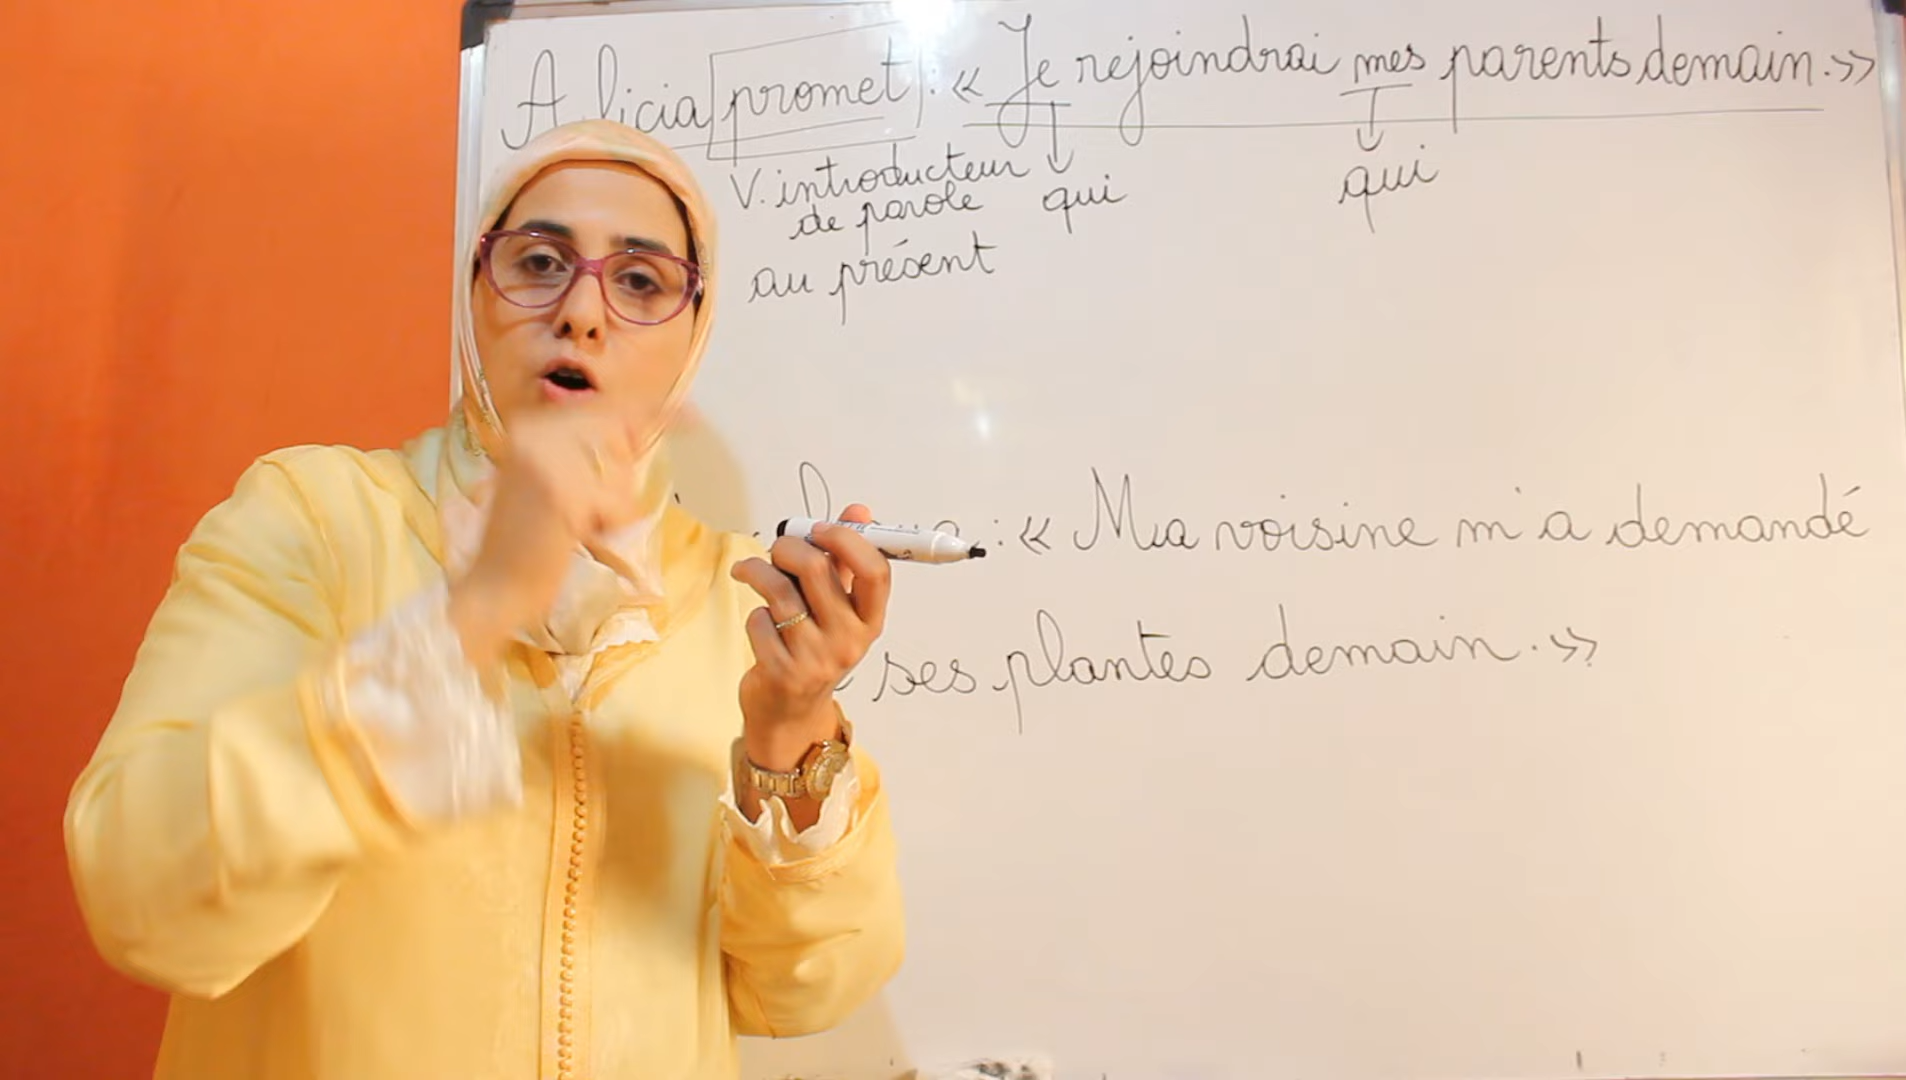 Alicia promet : « Je rejoindrai mes parents demain. »
V. introducteur qui qui
de parole
au présent
: « Ma voisine m'a demandé
ses plantes demain. »